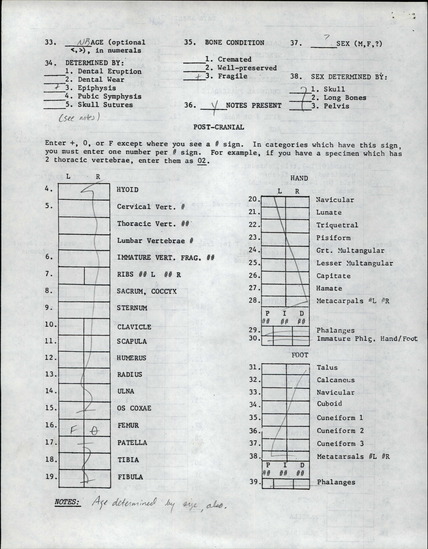 33. NB AGE (optional
<,>), in numerals
34. DETERMINED BY:
1. Dental Eruption
2. Dental Wear
+ 3. Epiphysis
4. Pubic Symphysis
5. Skull Sutures
(see notes)
35. BONE CONDITION
1. Cremated
2. Well-preserved
+ 3. Fragile
36. Y NOTES PRESENT
37. ? SEX (M,F,?)
38. SEX DETERMINED BY:
1. Skull
2. Long Bones
3. Pelvis
POST-CRANIAL
Enter +, O, or F except where you see a # sign. In categories which have this sign,
you must enter one number per # sign. For example, if you have a specimen which has
2 thoracic vertebrae, enter them as 02.
L R
4. HYOID
5. Cervical Vert. #
Thoracic Vert. ##
Lumbar Vertebrae #
6. IMMATURE VERT. FRAG. ##
7. RIBS ## L ## R
8. SACRUM, COCCYX
9. STERNUM
10. CLAVICLE
11. SCAPULA
12. HUMERUS
13. RADIUS
14. ULNA
15. OS COXAE
16. F O FEMUR
17. PATELLA
18. TIBIA
19. FIBULA
HAND
L R
20. Navicular
21. Lunate
22. Triquetral
23. Pisiform
24. Grt. Multangular
25. Lesser Multangular
26. Capitate
27. Hamate
28. Metacarpals #L #R
P I D
## ## ##
29. Phalanges
30. Immature Phlg. Hand/Foot
FOOT
31. Talus
32. Calcaneus
33. Navicular
34. Cuboid
35. Cuneiform 1
36. Cuneiform 2
37. Cuneiform 3
38. Metatarsals #L #R
P I D
## ## ##
39. Phalanges
NOTES: Age determined by size, also.